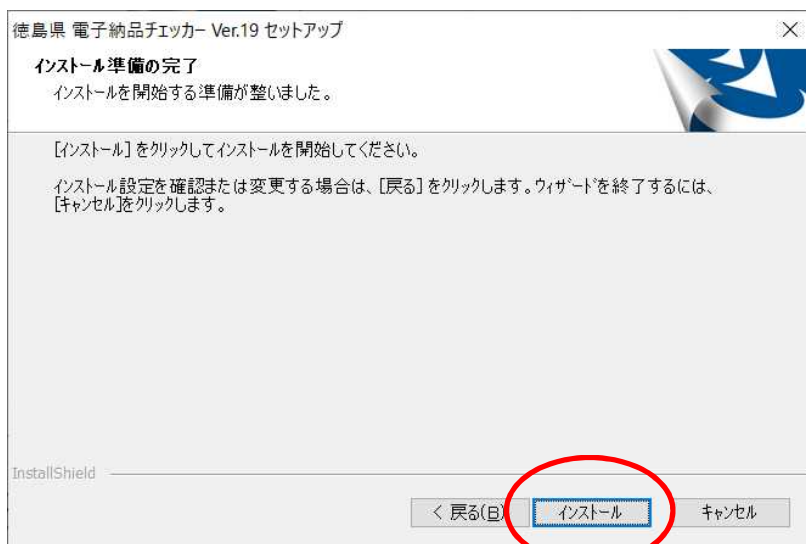 徳島県 電子納品チェッカー Ver.19 セットアップ
インストール準備の完了
インストールを開始する準備が整いました。
[インストール] をクリックしてインストールを開始してください。
インストール設定を確認または変更する場合は、[戻る] をクリックします。ウィザードを終了するには、
[キャンセル]をクリックします。
InstallShield
< 戻る(B)
インストール
キャンセル